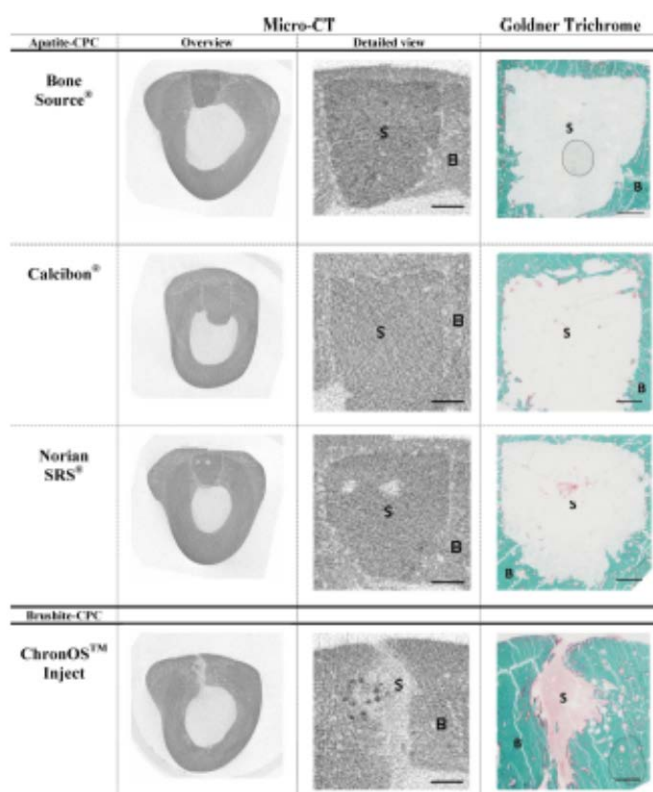 Micro-CT Goldner Trichrome
Apatite-CPC Overview Detailed view
Bone
Source®
S
B
S
B
Calcibon®
S
B
S
B
Norian
SRS®
S
B
S
B
Brushite-CPC
ChronOS™
Inject
S
B
S
B